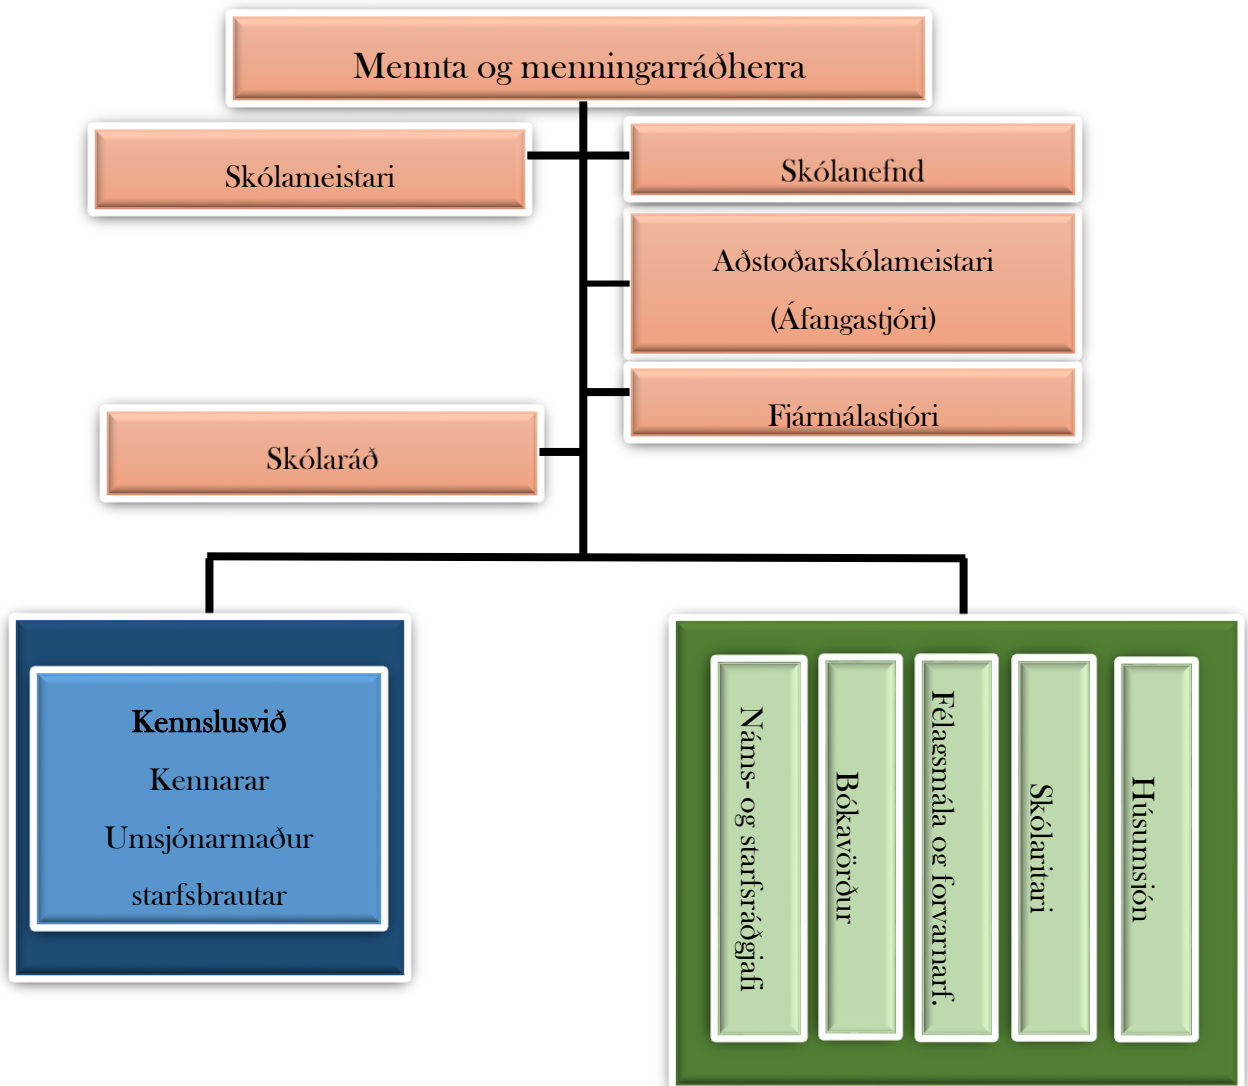 Mennta og menningarráðherra
Skólameistari
Skólanefnd
Aðstoðarskólameistari
(Áfangastjóri)
Fjármálastjóri
Skólaráð
Kennslusvið
Kennarar
Umsjónarmaður
starfsbrautar
Náms- og starfsráðgjafi
Bókavörður
Félagsmála og forvarnarf.
Skólaritari
Húsumsjón